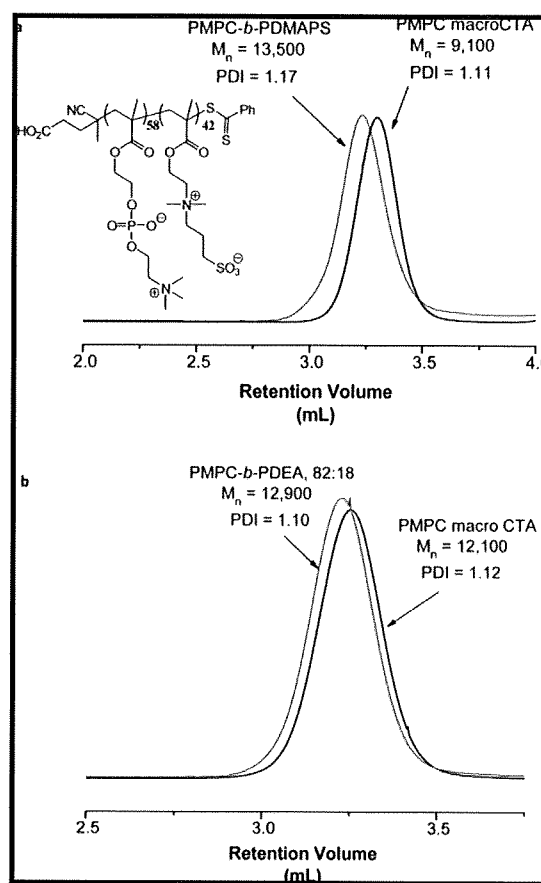 a
PMPC-b-PDMAPS
Mn = 13,500
PDI = 1.17
PMPC macroCTA
Mn = 9,100
PDI = 1.11
NC
58
42
S
Ph
HO2C
S
O
O
O
O
O
N
⊕
O=P-O⊖
O
SO3⊖
N
⊕
2.0 2.5 3.0 3.5 4.0
Retention Volume
(mL)
b
PMPC-b-PDEA, 82:18
Mn = 12,900
PDI = 1.10
PMPC macro CTA
Mn = 12,100
PDI = 1.12
2.5 3.0 3.5
Retention Volume
(mL)